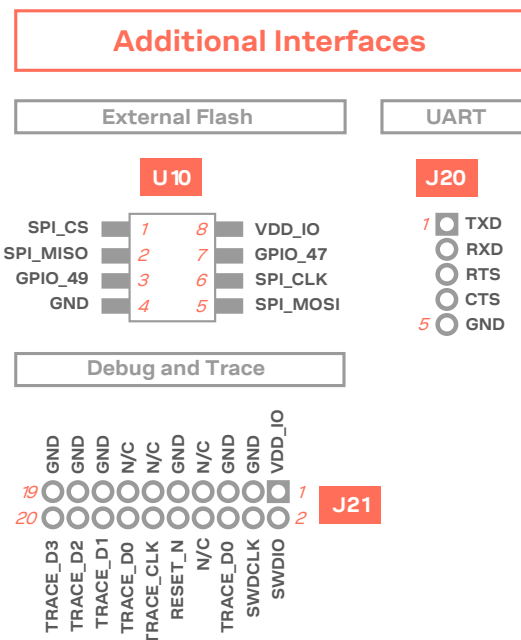 Additional Interfaces
External Flash
UART
U10
J20
SPI_CS 1 8 VDD_IO
SPI_MISO 2 7 GPIO_47
GPIO_49 3 6 SPI_CLK
GND 4 5 SPI_MOSI
1 TXD
RXD
RTS
CTS
5 GND
Debug and Trace
GND
GND
GND
N/C
N/C
GND
N/C
GND
GND
VDD_IO
19 1
20 2
J21
TRACE_D3
TRACE_D2
TRACE_D1
TRACE_D0
TRACE_CLK
RESET_N
N/C
TRACE_D0
SWDCLK
SWDIO